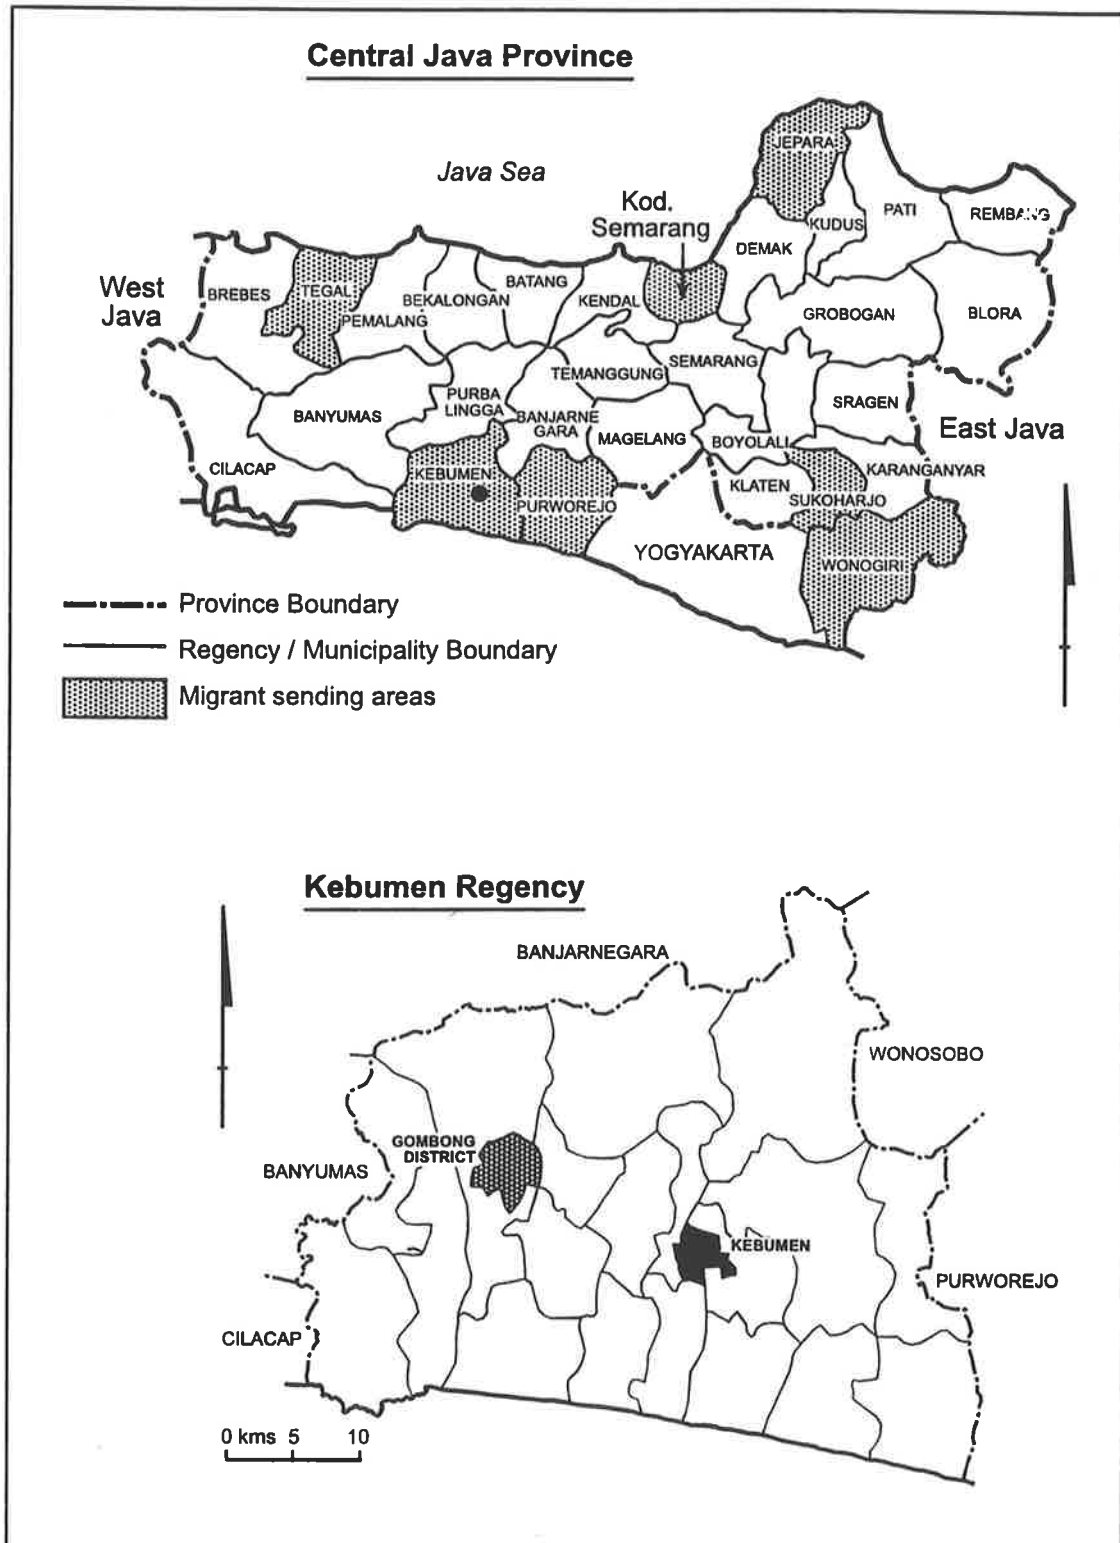 Central Java Province
Java Sea
JEPARA
Kod.
Semarang
PATI
REMBANG
KUDUS
DEMAK
West
Java
BREBES
TEGAL
PEMALANG
BEKALONGAN
BATANG
KENDAL
GROBOGAN
BLORA
SEMARANG
TEMANGGUNG
PURBA
LINGGA
BANYUMAS
BANJARNE
GARA
MAGELANG
BOYOLALI
SRAGEN
East Java
CILACAP
KEBUMEN
PURWOREJO
KLATEN
SUKOHARJO
KARANGANYAR
YOGYAKARTA
WONOGIRI
Province Boundary
Regency / Municipality Boundary
Migrant sending areas
Kebumen Regency
BANJARNEGARA
WONOSOBO
GOMBONG
DISTRICT
BANYUMAS
KEBUMEN
PURWOREJO
CILACAP
0 kms 5 10